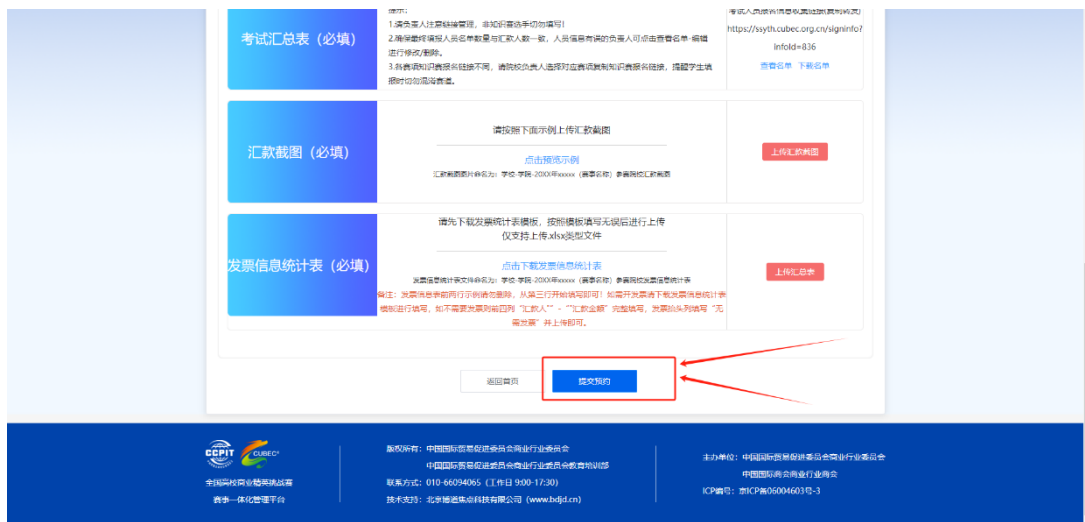 提示:
1.请负责人注意链接管理,非知识赛选手切勿填写!
2.确保最终填报人员名单数量与汇款人数一致,人员信息有误的负责人可点击查看名单-编辑
进行修改/删除。
3.各赛项知识赛报名链接不同,请院校负责人选择对应赛项复制知识赛报名链接,提醒学生填
报时切勿混淆赛道。
考试汇总表(必填)
考试人员报名信息收集链接(复制转发)
https://ssyth.cubec.org.cn/signinfo?
infoId=836
查看名单 下载名单
汇款截图(必填)
请按照下面示例上传汇款截图
点击预览示例
汇款截图图片命名为:学校-学院-20XX年xxxxx(赛事名称)参赛院校汇款截图
上传汇款截图
发票信息统计表(必填)
请先下载发票统计表模板,按照模板填写无误后进行上传
仅支持上传.xlsx类型文件
点击下载发票信息统计表
发票信息统计表文件命名为:学校-学院-20XX年xxxxx(赛事名称)参赛院校发票信息统计表
备注:发票信息表前两行示例请勿删除,从第三行开始填写即可!如需开发票请下载发票信息统计表
模板进行填写,如不需要发票则前四列“汇款人”“ - ”“汇款金额”完整填写,发票抬头列填写“无
需发票”并上传即可。
上传汇总表
返回首页
提交预约
CCPIT
CUBEC
全国高校商业精英挑战赛
赛事一体化管理平台
版权所有:中国国际贸易促进委员会商业行业委员会
中国国际贸易促进委员会商业行业委员会教育培训部
联系方式:010-66094065(工作日 9:00-17:30)
技术支持:北京博道焦点科技有限公司(www.bdjd.cn)
主办单位:中国国际贸易促进委员会商业行业委员会
中国国际商会商业行业商会
ICP编号:京ICP备06004603号-3